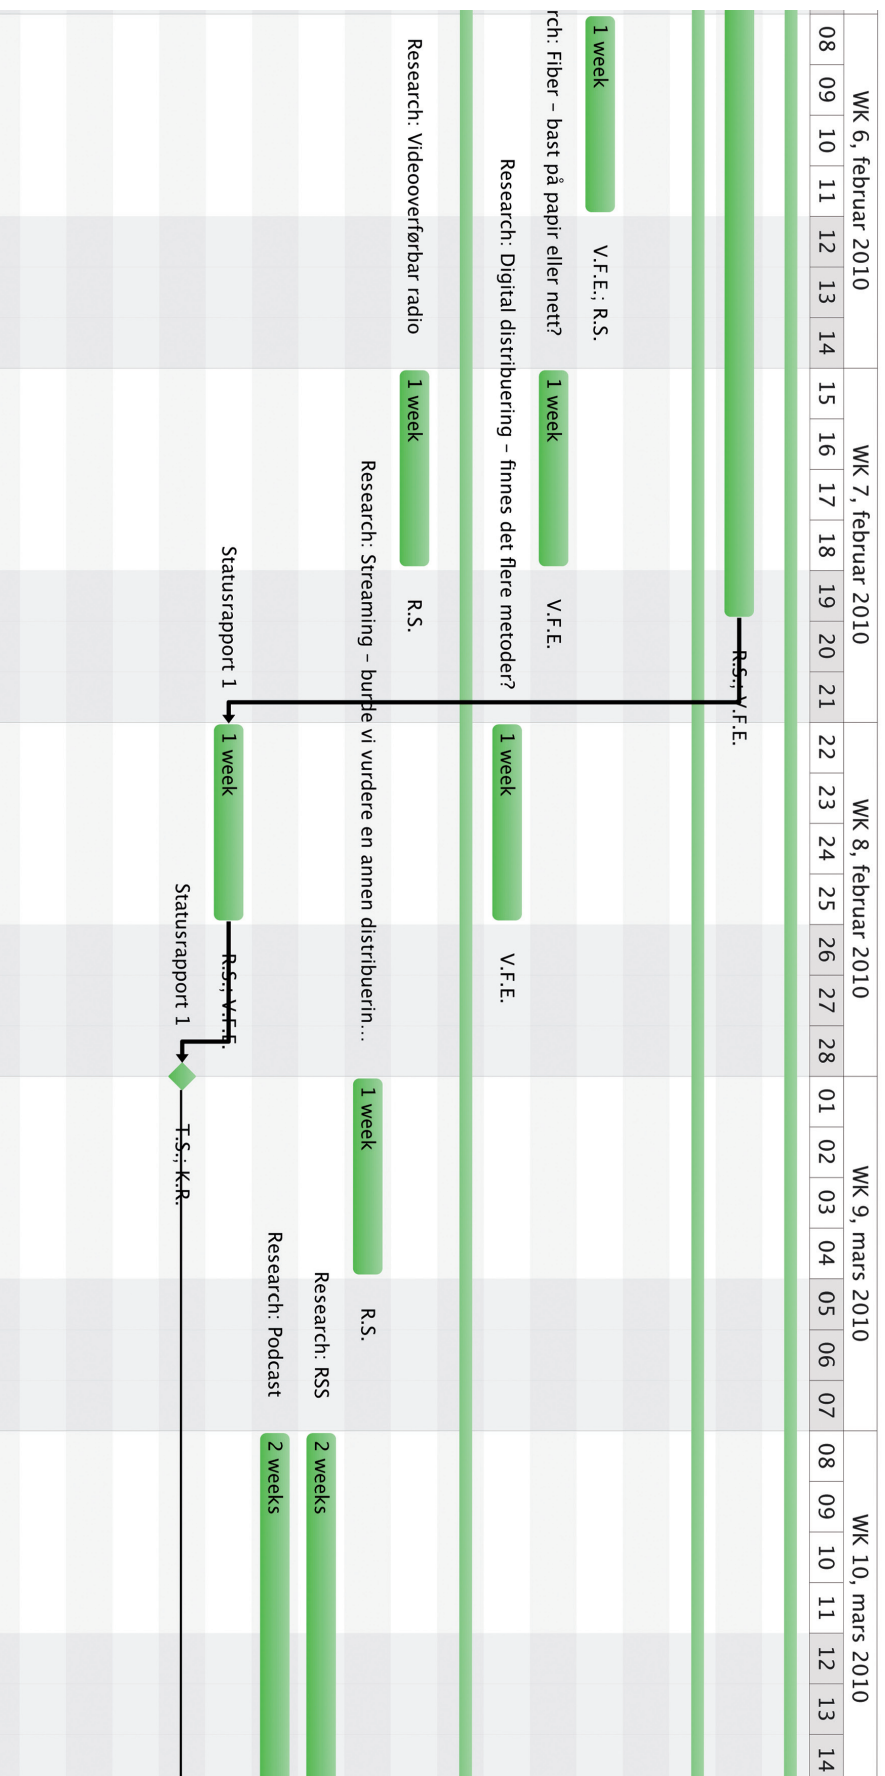 WK 6, februar 2010 WK 7, februar 2010 WK 8, februar 2010 WK 9, mars 2010 WK 10, mars 2010
08 09 10 11 12 13 14 15 16 17 18 19 20 21 22 23 24 25 26 27 28 01 02 03 04 05 06 07 08 09 10 11 12 13 14
R.S.; V.F.E.
1 week V.F.E.; R.S.
rch: Fiber – bast på papir eller nett? 1 week V.F.E.
Research: Digital distribuering – finnes det flere metoder? 1 week V.F.E.
Research: Videooverførbar radio 1 week R.S.
Research: Streaming – burde vi vurdere en annen distribuerin... 1 week R.S.
Research: RSS 2 weeks
Research: Podcast 2 weeks
Statusrapport 1 1 week R.S.; V.F.E.
Statusrapport 1 T.S.; K.R.